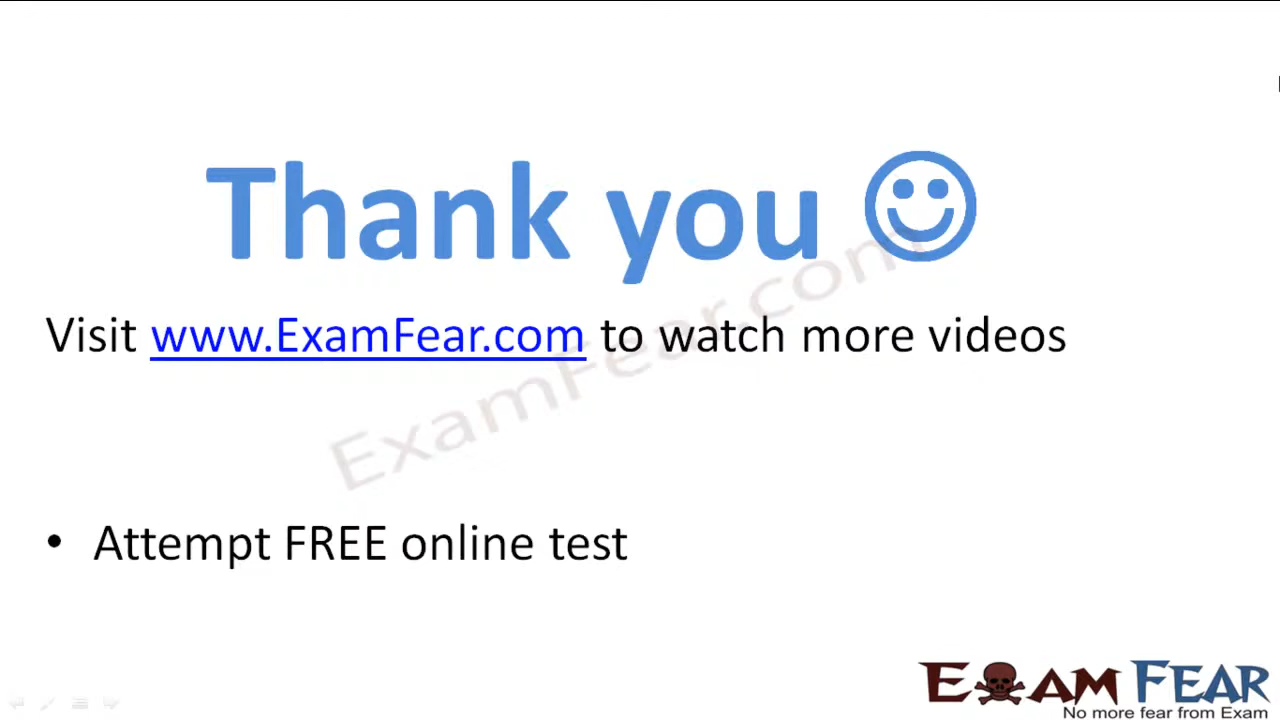 Thank you ☺
Visit www.ExamFear.com to watch more videos
ExamFear.com
• Attempt FREE online test
EXAM FEAR
No more fear from Exam